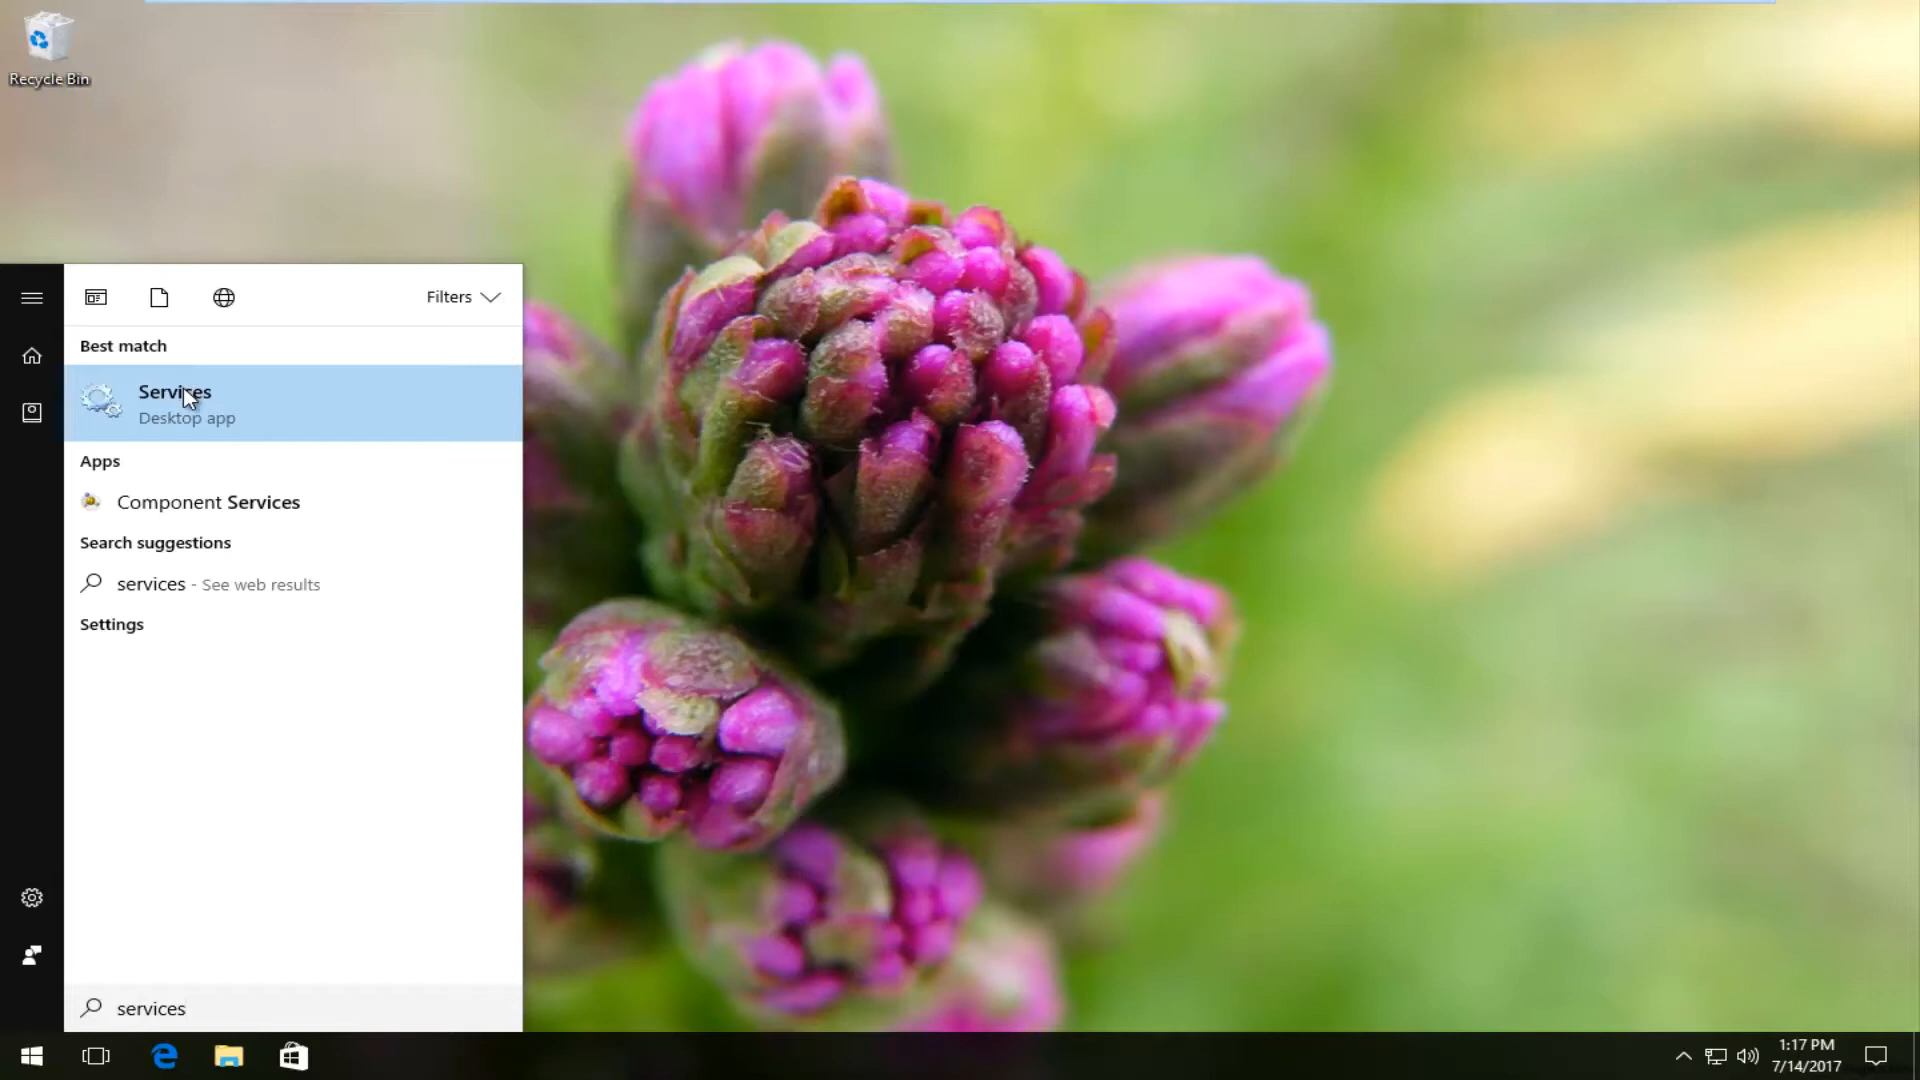 Recycle Bin
Filters
Best match
Services
Desktop app
Apps
Component Services
Search suggestions
services - See web results
Settings
services
1:17 PM
7/14/2017